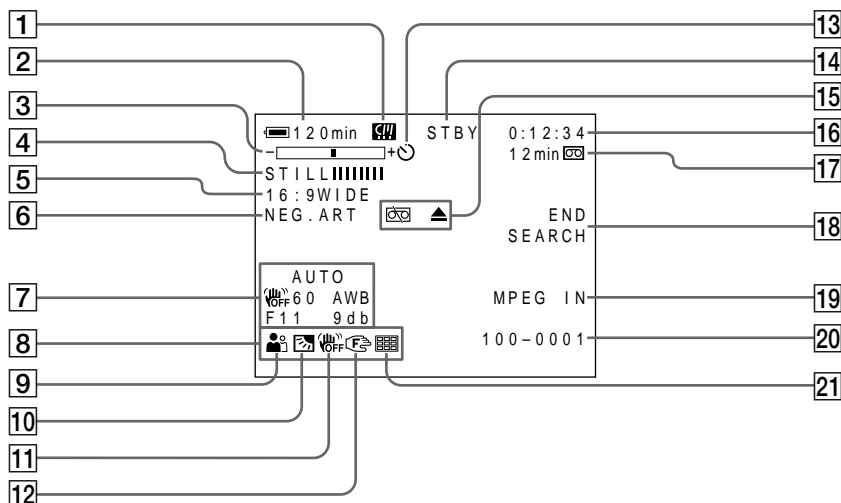 1
2
3
4
5
6
7
8
9
10
11
12
13
14
15
16
17
18
19
20
21
120min
STBY
0:12:34
− +
12min
STILL
16:9WIDE
NEG.ART
END
SEARCH
AUTO
OFF 60 AWB
F11 9db
MPEG IN
OFF F
100–0001